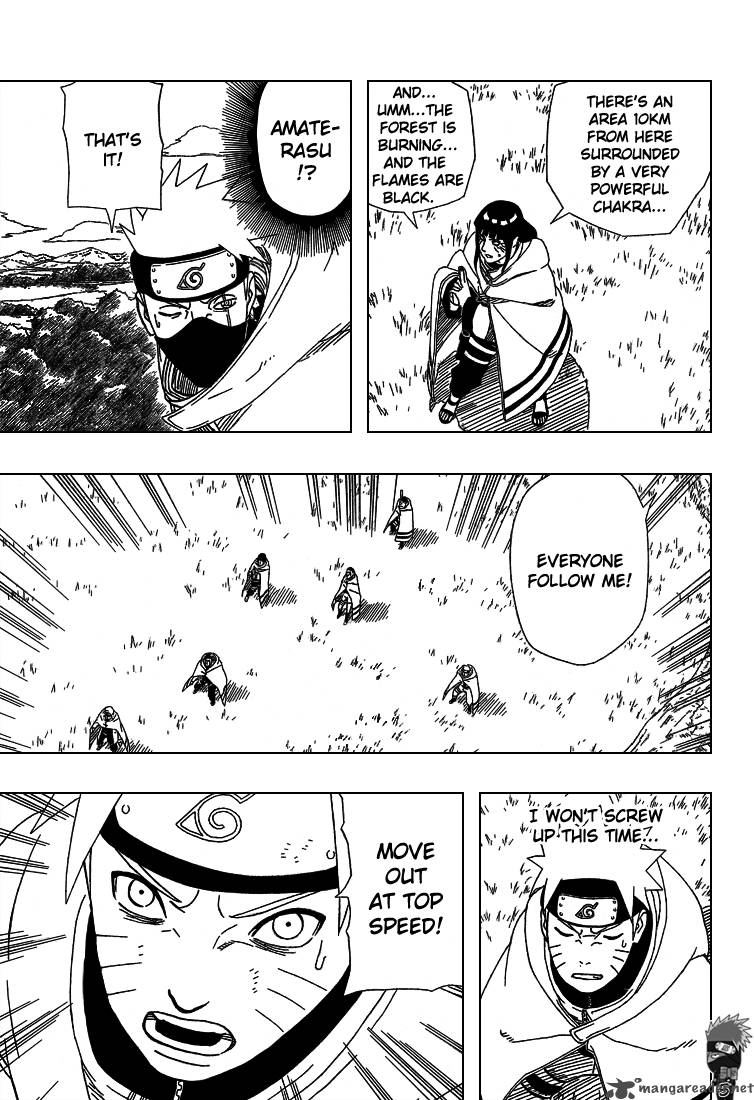 THERE'S AN
AREA 10KM
FROM HERE
SURROUNDED
BY A VERY
POWERFUL
CHAKRA...
AND...
UMM...THE
FOREST IS
BURNING...
AND THE
FLAMES ARE
BLACK.
AMATE-
RASU
!?
THAT'S
IT!
EVERYONE
FOLLOW ME!
I WON'T SCREW
UP THIS TIME...
MOVE
OUT
AT TOP
SPEED!
mangareader.net